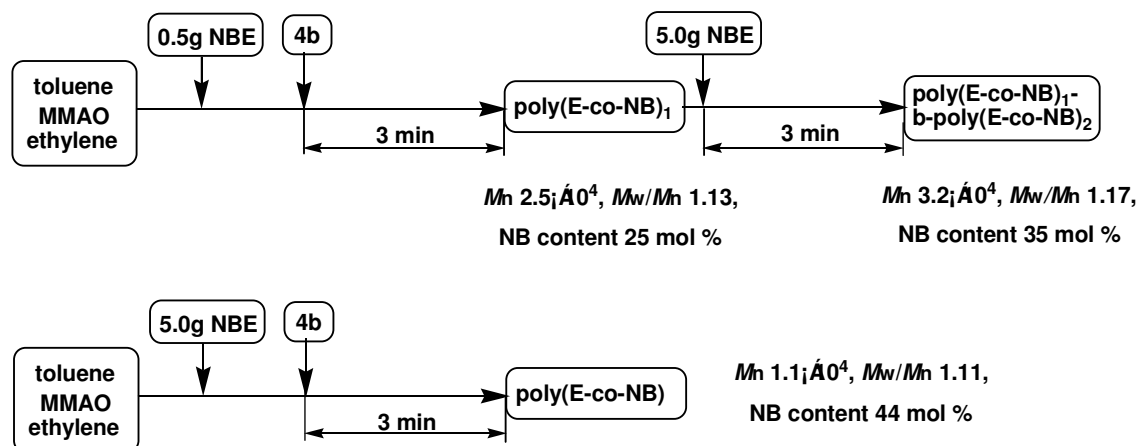 0.5g NBE
4b
5.0g NBE
toluene
MMAO
ethylene
poly(E-co-NB)1
poly(E-co-NB)1-
b-poly(E-co-NB)2
3 min
3 min
Mn 2.5¡Á10⁴, Mw/Mn 1.13,
NB content 25 mol %
Mn 3.2¡Á10⁴, Mw/Mn 1.17,
NB content 35 mol %
5.0g NBE
4b
toluene
MMAO
ethylene
poly(E-co-NB)
3 min
Mn 1.1¡Á10⁴, Mw/Mn 1.11,
NB content 44 mol %